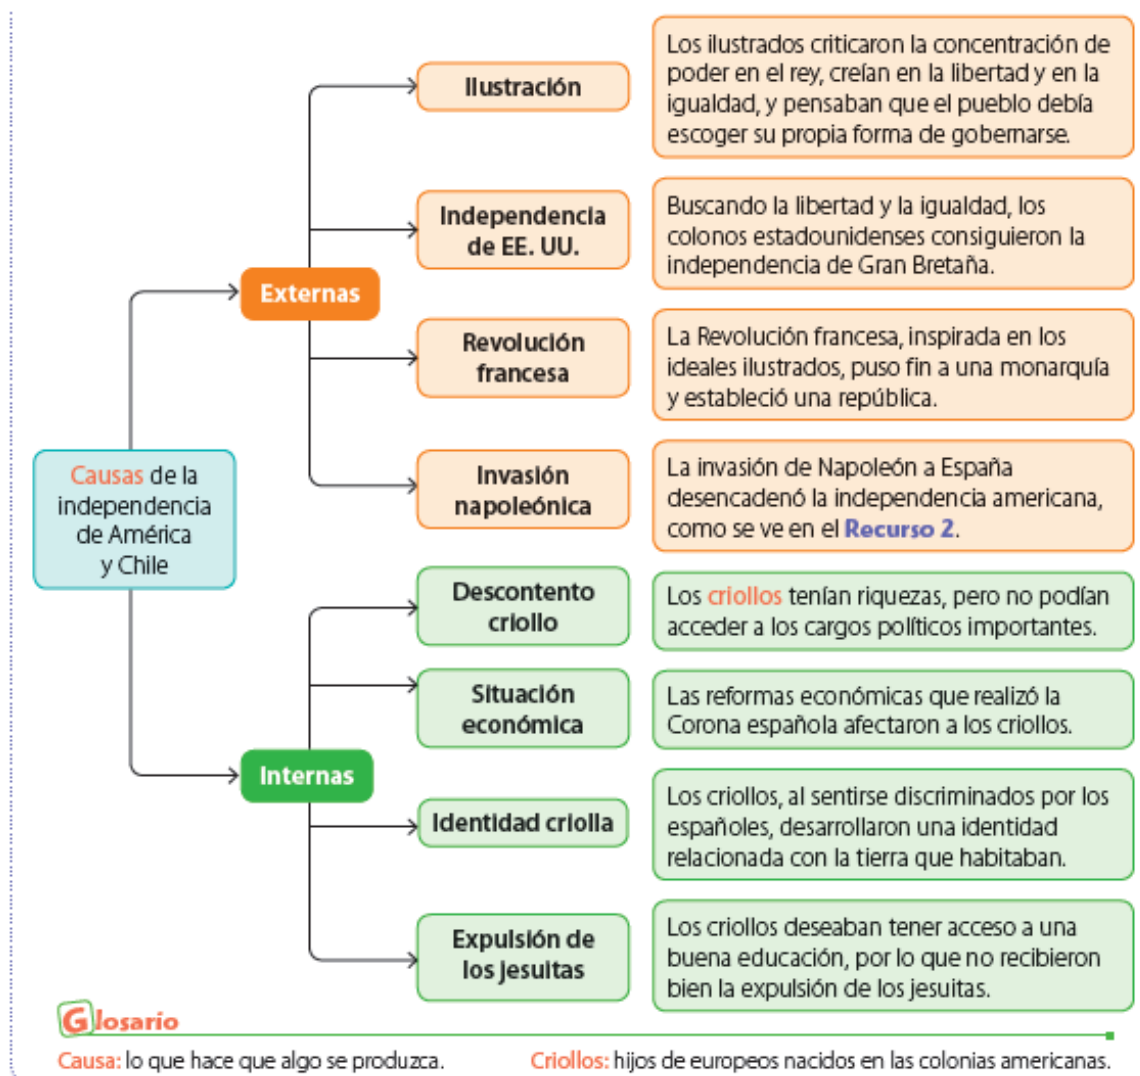 Causas de la
independencia
de América
y Chile
Externas
Ilustración
Los ilustrados criticaron la concentración de
poder en el rey, creían en la libertad y en la
igualdad, y pensaban que el pueblo debía
escoger su propia forma de gobernarse.
Independencia
de EE. UU.
Buscando la libertad y la igualdad, los
colonos estadounidenses consiguieron la
independencia de Gran Bretaña.
Revolución
francesa
La Revolución francesa, inspirada en los
ideales ilustrados, puso fin a una monarquía
y estableció una república.
Invasión
napoleónica
La invasión de Napoleón a España
desencadenó la independencia americana,
como se ve en el Recurso 2.
Internas
Descontento
criollo
Los criollos tenían riquezas, pero no podían
acceder a los cargos políticos importantes.
Situación
económica
Las reformas económicas que realizó la
Corona española afectaron a los criollos.
Identidad criolla
Los criollos, al sentirse discriminados por los
españoles, desarrollaron una identidad
relacionada con la tierra que habitaban.
Expulsión de
los jesuitas
Los criollos deseaban tener acceso a una
buena educación, por lo que no recibieron
bien la expulsión de los jesuitas.
Glosario
Causa: lo que hace que algo se produzca.
Criollos: hijos de europeos nacidos en las colonias americanas.